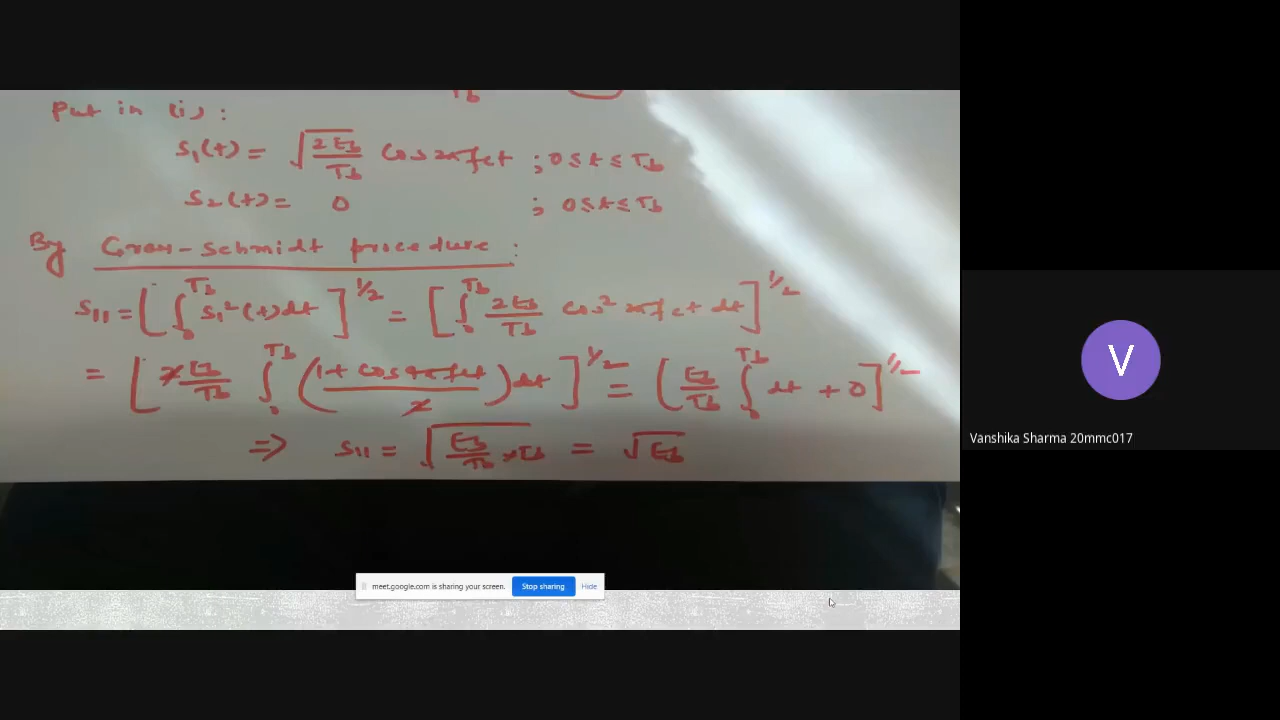 Put in (i) :
S₁(t) = √(2Eb/Tb) cos 2πfct ; 0 ≤ t ≤ Tb
S₂(t) = 0 ; 0 ≤ t ≤ Tb
By Gram-Schmidt procedure :
S₁₁ = [∫₀^Tb S₁²(t) dt]^1/2 = [∫₀^Tb 2Eb/Tb cos² 2πfct dt]^1/2
= [2Eb/Tb ∫₀^Tb (1 + cos 4πfct / 2) dt]^1/2 = (Eb/Tb ∫₀^Tb dt + 0]^1/2
⇒ S₁₁ = √(Eb/Tb × Tb) = √Eb
meet.google.com is sharing your screen. Stop sharing Hide
V
Vanshika Sharma 20mmc017